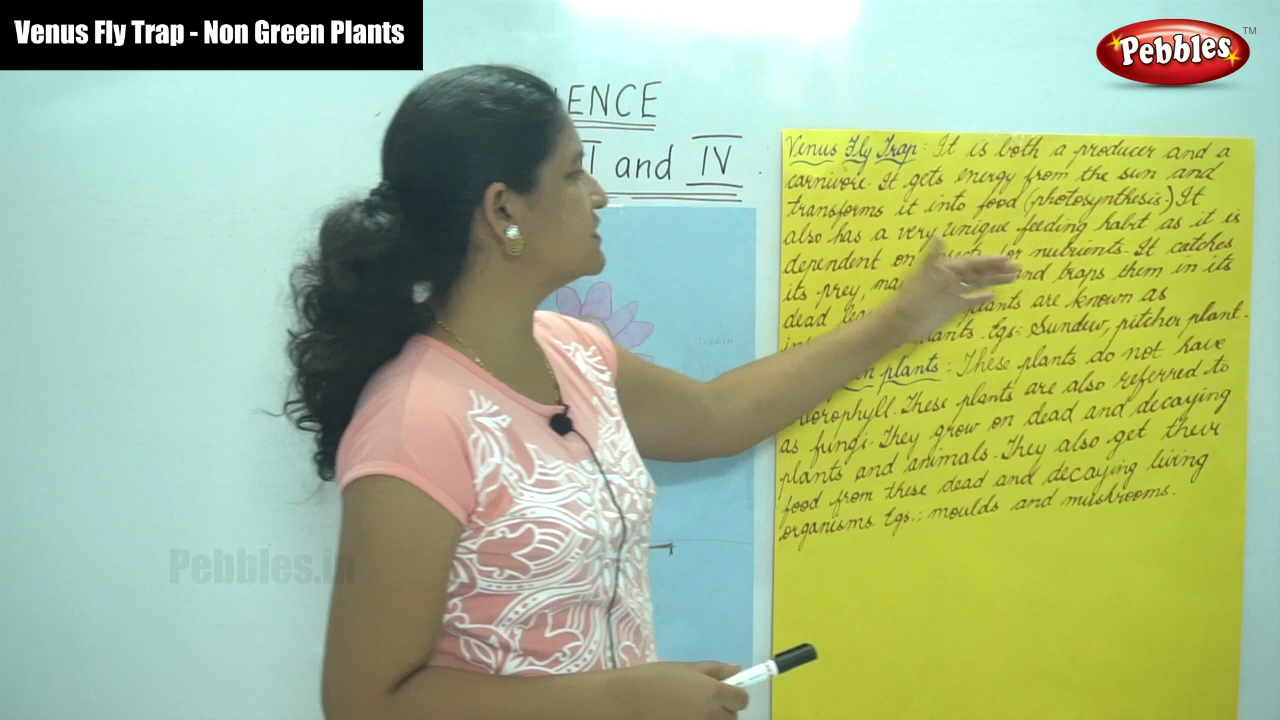 Venus Fly Trap - Non Green Plants
Pebbles
TM
IENCE
I and IV
Venus Fly Trap: It is both a producer and a
carnivore. It gets energy from the sun and
transforms it into food (photosynthesis.) It
also has a very unique feeding habit as it is
dependent on for nutrients. It catches
its prey, and traps them in its
dead plants are known as
plants. Egs: Sundew, pitcher plant.
plants: These plants do not have
These plants are also referred to
as fungi. They grow on dead and decaying
plants and animals. They also get their
food from these dead and decaying living
organisms. Egs.: moulds and mushrooms.
Pebbles.in